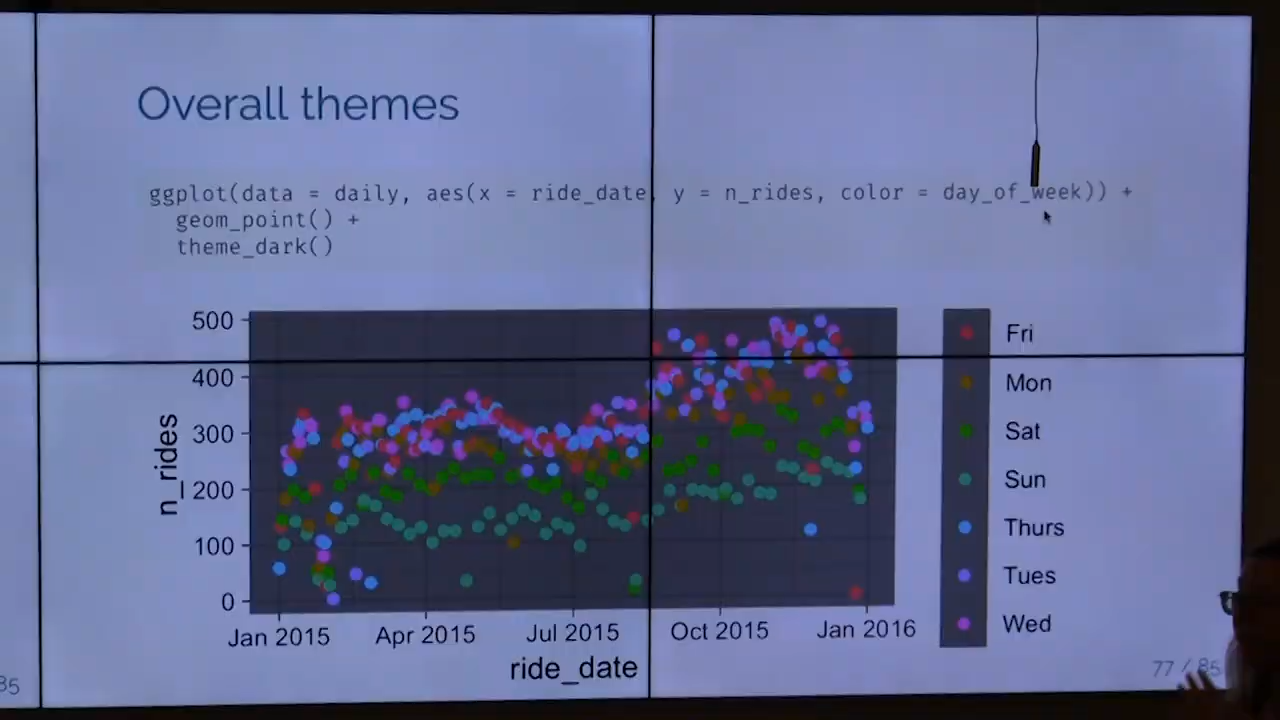 Overall themes
ggplot(data = daily, aes(x = ride_date, y = n_rides, color = day_of_week)) +
geom_point() +
theme_dark()
500
400
300
200
100
0
n_rides
Jan 2015
Apr 2015
Jul 2015
Oct 2015
Jan 2016
ride_date
Fri
Mon
Sat
Sun
Thurs
Tues
Wed
77 / 85
85